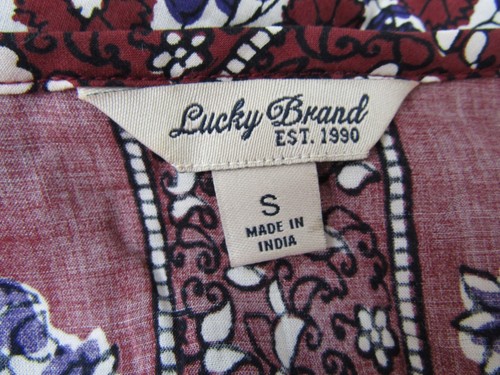 Lucky Brand
EST. 1990
S
MADE IN
INDIA